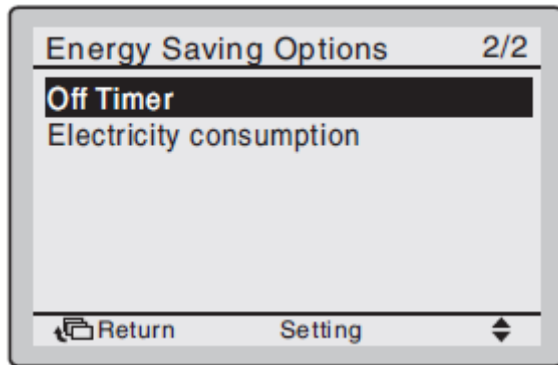 Energy Saving Options 2/2
Off Timer
Electricity consumption
Return Setting